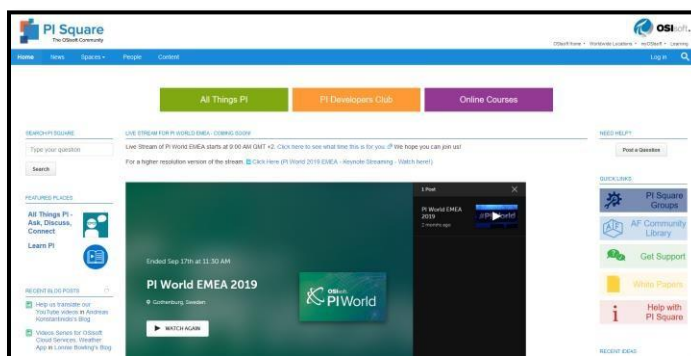 PI Square
The OSIsoft Community
OSIsoft.
OSIsoft home Worldwide Locations myOSIsoft Learning
Home News Spaces People Content
Log in
All Things PI
PI Developers Club
Online Courses
SEARCH PI SQUARE
Type your question
Search
FEATURED PLACES
All Things PI -
Ask, Discuss,
Connect
Learn PI
RECENT BLOG POSTS
Help us translate our
YouTube videos in Andreas
Konstantinidis's Blog
Videos Series for OSIsoft
Cloud Services: Weather
App in Lonnie Bowling's Blog
LIVE STREAM FOR PI WORLD EMEA - COMING SOON!
Live Stream of PI World EMEA starts at 9:00 AM GMT +2. Click here to see what time this is for you. We hope you can join us!
For a higher resolution version of the stream. Click Here (PI World 2019 EMEA - Keynote Streaming - Watch here!)
Ended Sep 17th at 11:30 AM
PI World EMEA 2019
Gothenburg, Sweden
WATCH AGAIN
OSIsoft.
PIWorld
1 Post
PI World EMEA
2019
2 months ago
#PIWorld
NEED HELP?
Post a Question
QUICK LINKS:
PI Square
Groups
AF Community
Library
Get Support
White Papers
Help with
PI Square
RECENT IDEAS